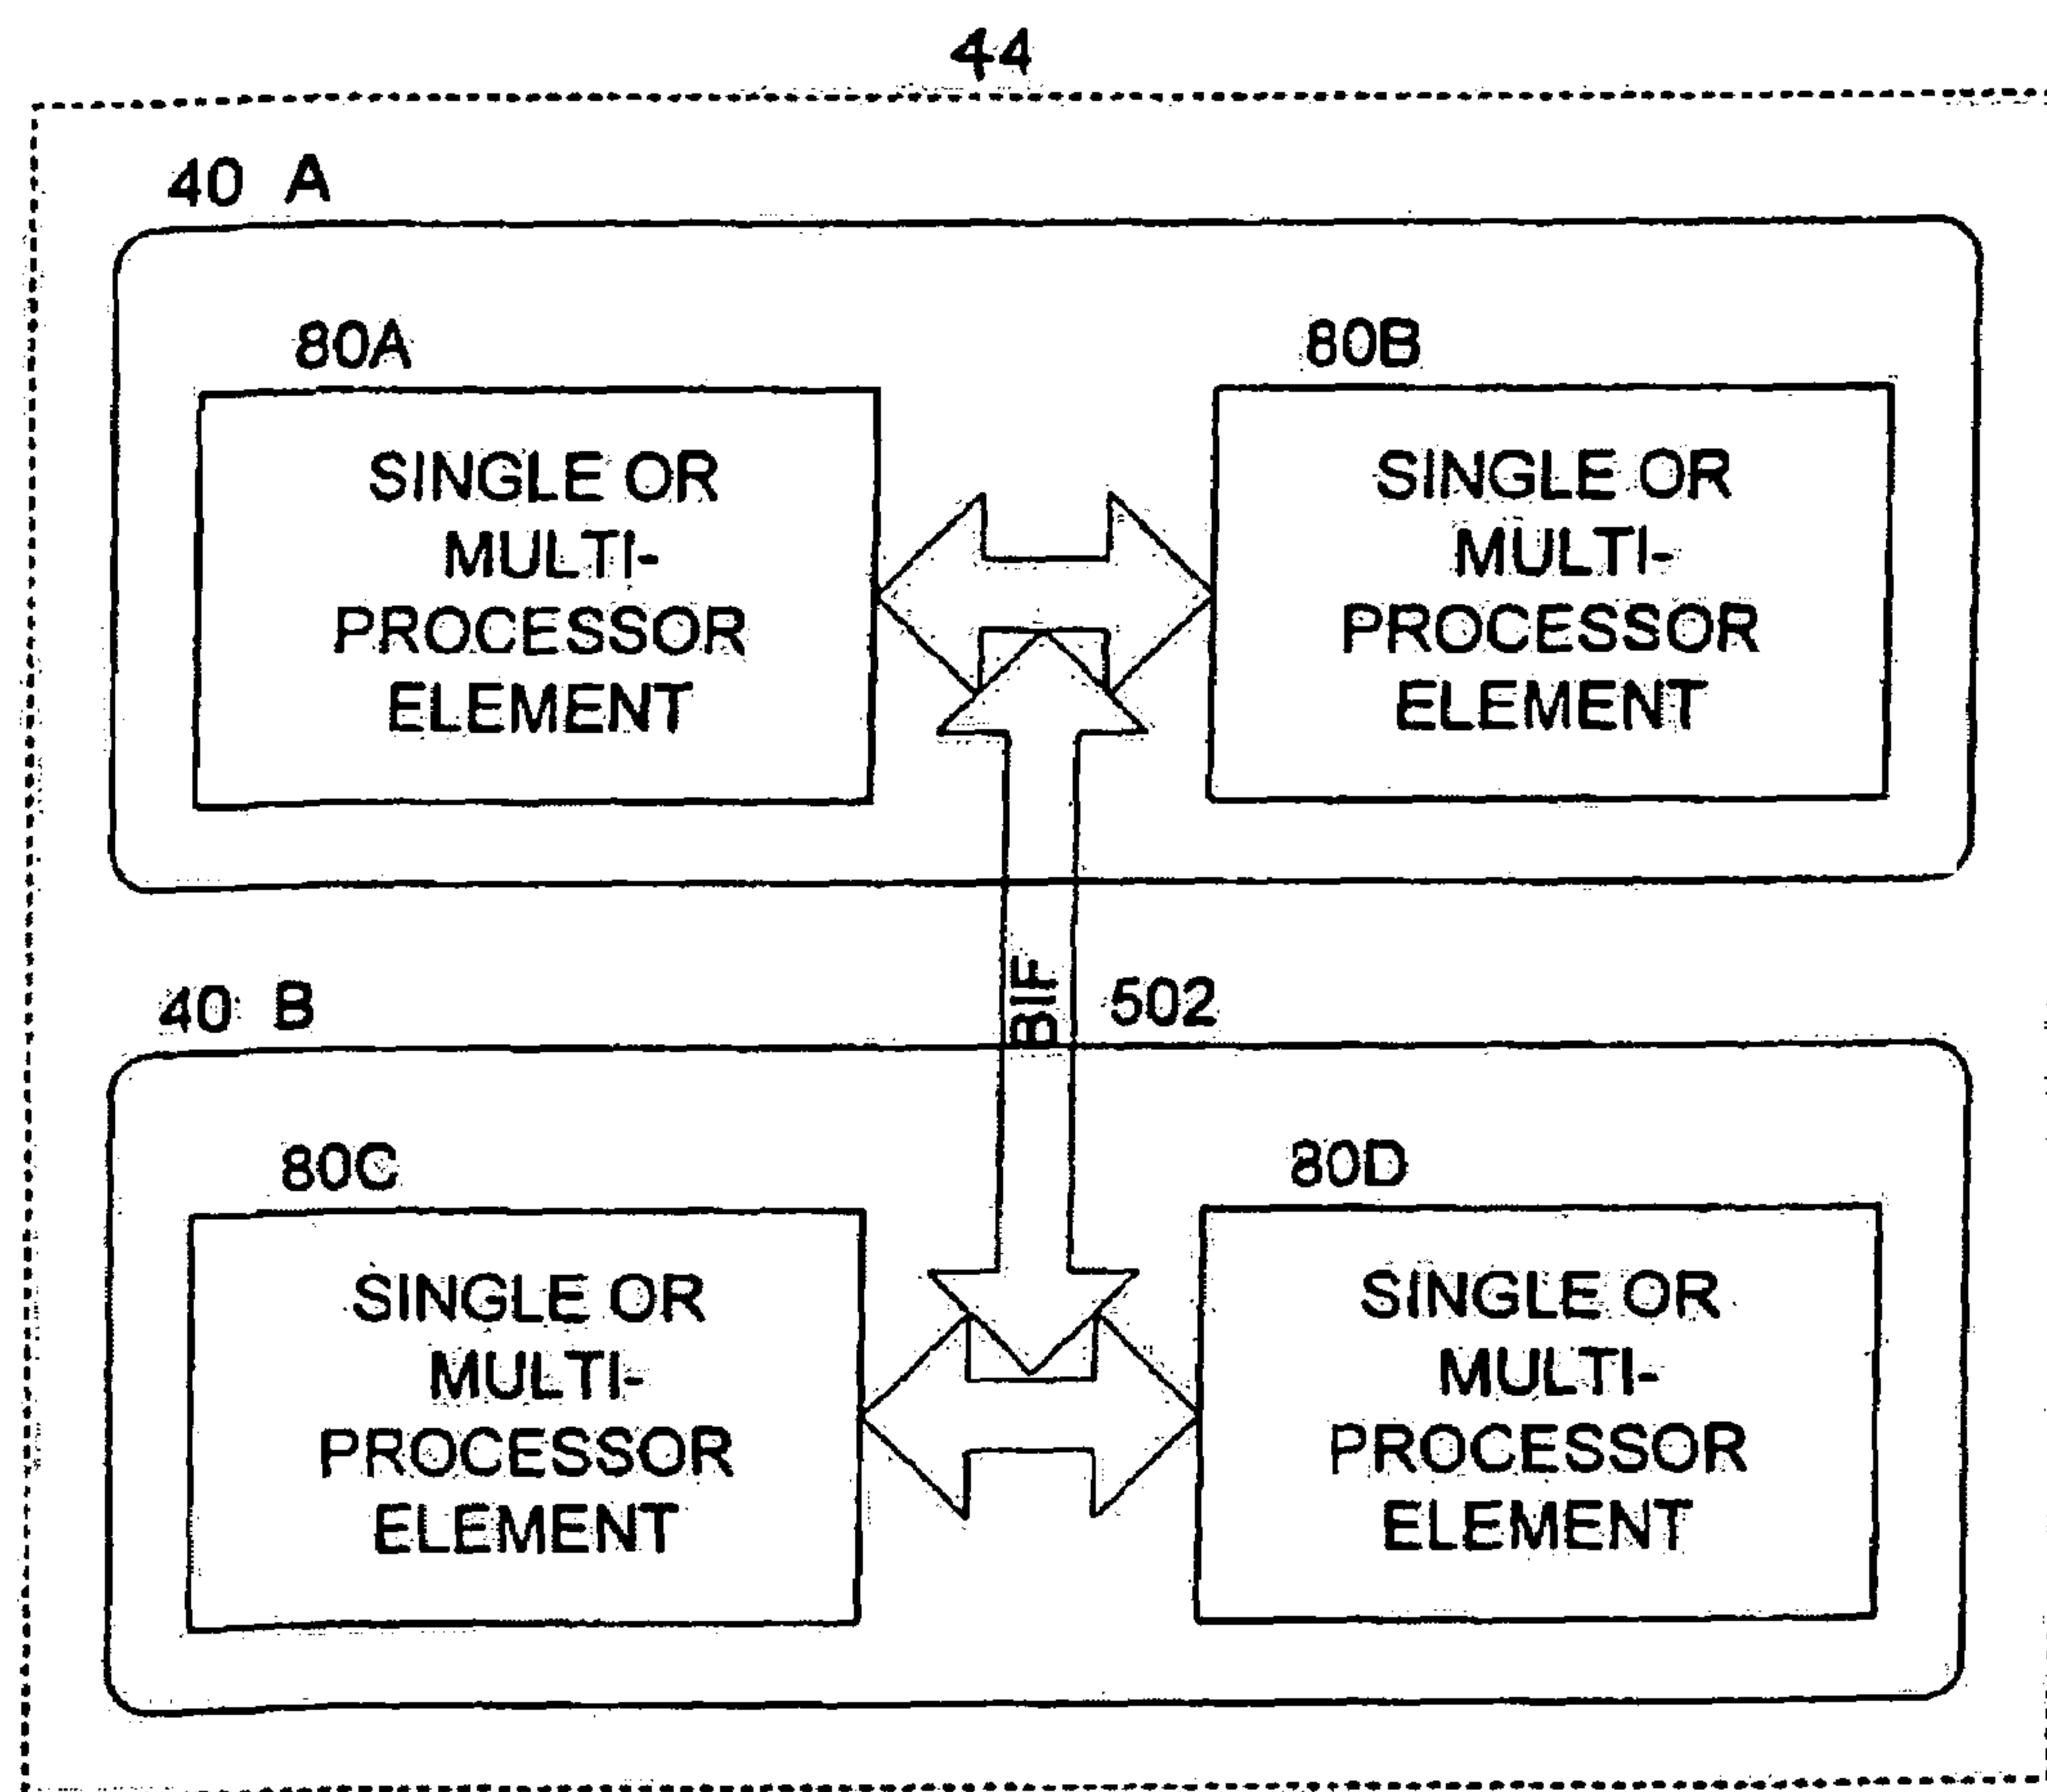 44
40 A
80A
80B
SINGLE OR
MULTI-
PROCESSOR
ELEMENT
SINGLE OR
MULTI-
PROCESSOR
ELEMENT
BIF
502
40 B
80C
80D
SINGLE OR
MULTI-
PROCESSOR
ELEMENT
SINGLE OR
MULTI-
PROCESSOR
ELEMENT